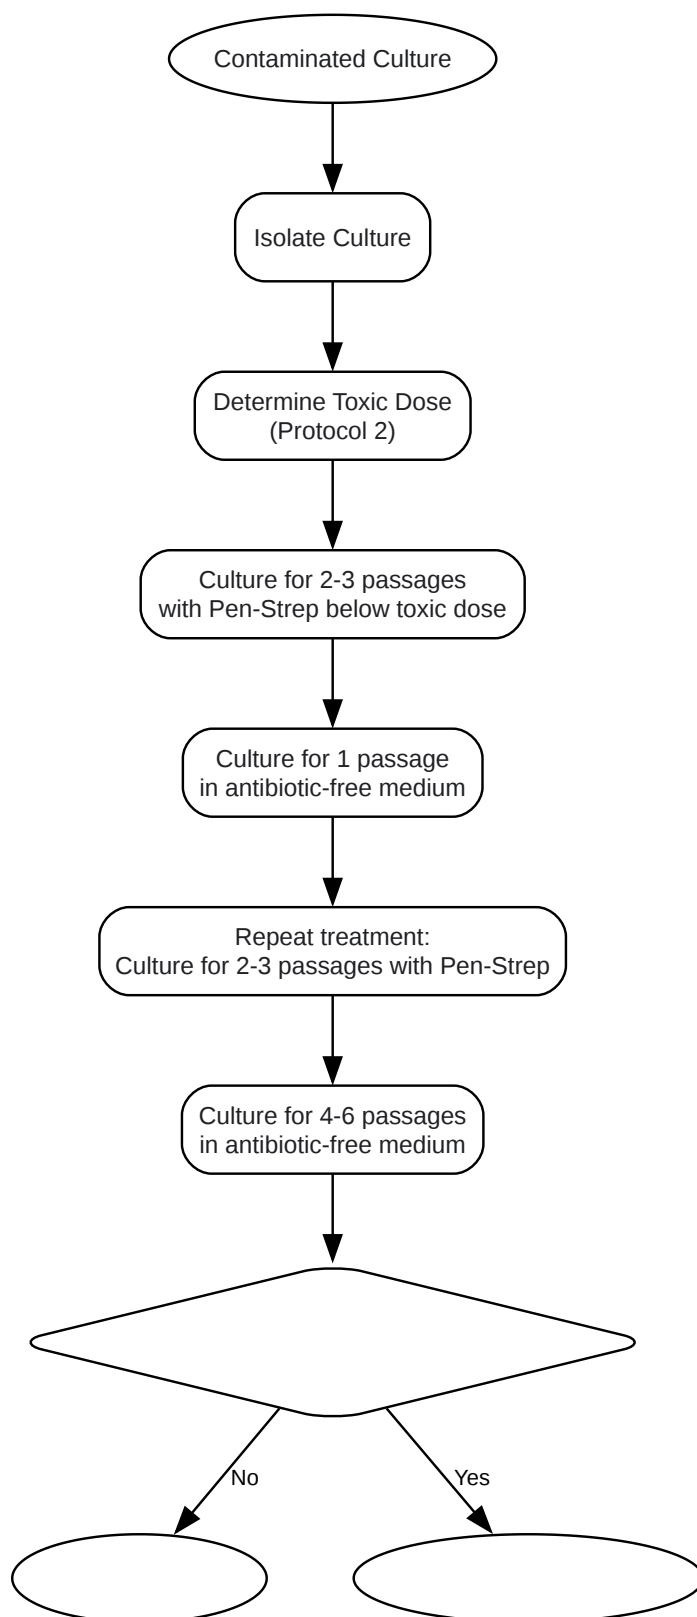 Contaminated Culture
Isolate Culture
Determine Toxic Dose
(Protocol 2)
Culture for 2-3 passages
with Pen-Strep below toxic dose
Culture for 1 passage
in antibiotic-free medium
Repeat treatment:
Culture for 2-3 passages with Pen-Strep
Culture for 4-6 passages
in antibiotic-free medium
No
Yes